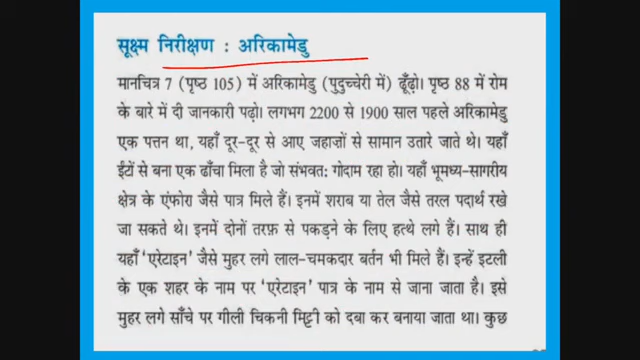 सूक्ष्म निरीक्षण : अरिकामेडु
मानचित्र 7 (पृष्ठ 105) में अरिकामेडु (पुदुच्चेरी में) ढूँढ़ो। पृष्ठ 88 में रोम
के बारे में दी जानकारी पढ़ो। लगभग 2200 से 1900 साल पहले अरिकामेडु
एक पत्तन था, यहाँ दूर-दूर से आए जहाज़ों से सामान उतारे जाते थे। यहाँ
ईंटों से बना एक ढाँचा मिला है जो संभवतः गोदाम रहा हो। यहाँ भूमध्य-सागरीय
क्षेत्र के एंफोरा जैसे पात्र मिले हैं। इनमें शराब या तेल जैसे तरल पदार्थ रखे
जा सकते थे। इनमें दोनों तरफ़ से पकड़ने के लिए हत्थे लगे हैं। साथ ही
यहाँ 'एरेटाइन' जैसे मुहर लगे लाल-चमकदार बर्तन भी मिले हैं। इन्हें इटली
के एक शहर के नाम पर 'एरेटाइन' पात्र के नाम से जाना जाता है। इसे
मुहर लगे साँचे पर गीली चिकनी मिट्टी को दबा कर बनाया जाता था। कुछ